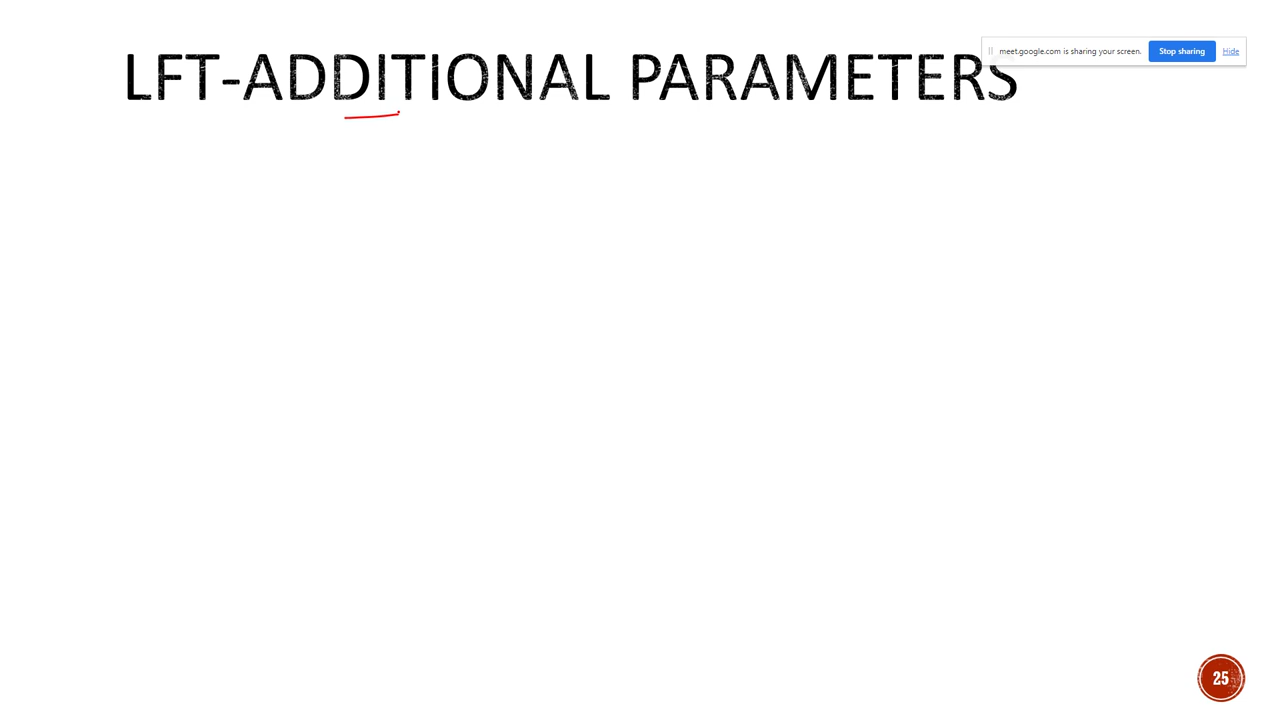 LFT-ADDITIONAL PARAMETERS
meet.google.com is sharing your screen. Stop sharing Hide
25